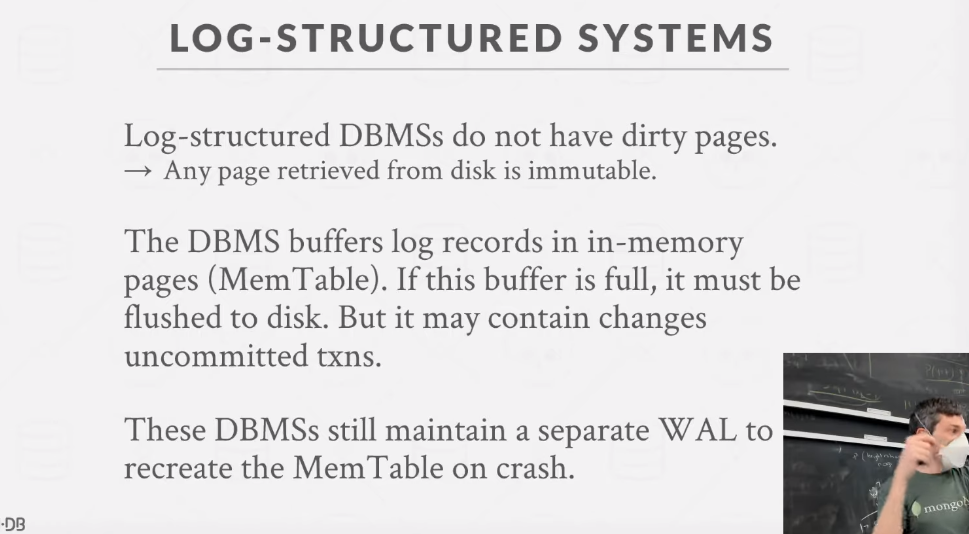 LOG-STRUCTURED SYSTEMS
Log-structured DBMSs do not have dirty pages.
→ Any page retrieved from disk is immutable.
The DBMS buffers log records in in-memory
pages (MemTable). If this buffer is full, it must be
flushed to disk. But it may contain changes
uncommitted txns.
These DBMSs still maintain a separate WAL to
recreate the MemTable on crash.
·DB
mongo